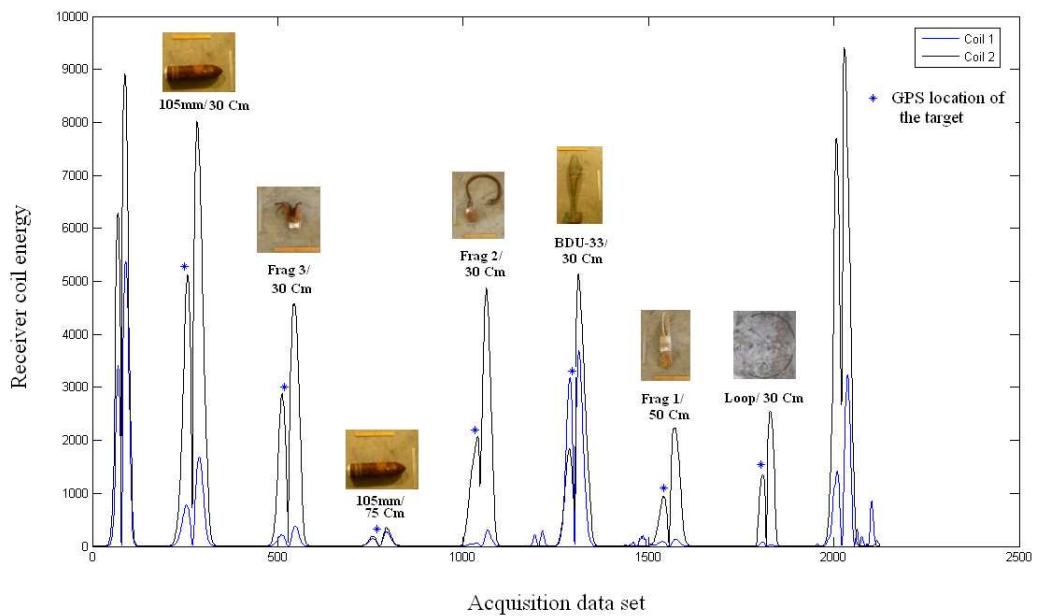 10000
9000
8000
7000
6000
5000
4000
3000
2000
1000
0
Receiver coil energy
0
500
1000
1500
2000
2500
Acquisition data set
Coil 1
Coil 2
GPS location of
the target
105mm/30 Cm
Frag 3/
30 Cm
105mm/
75 Cm
Frag 2/
30 Cm
BDU-33/
30 Cm
Frag 1/
50 Cm
Loop/ 30 Cm